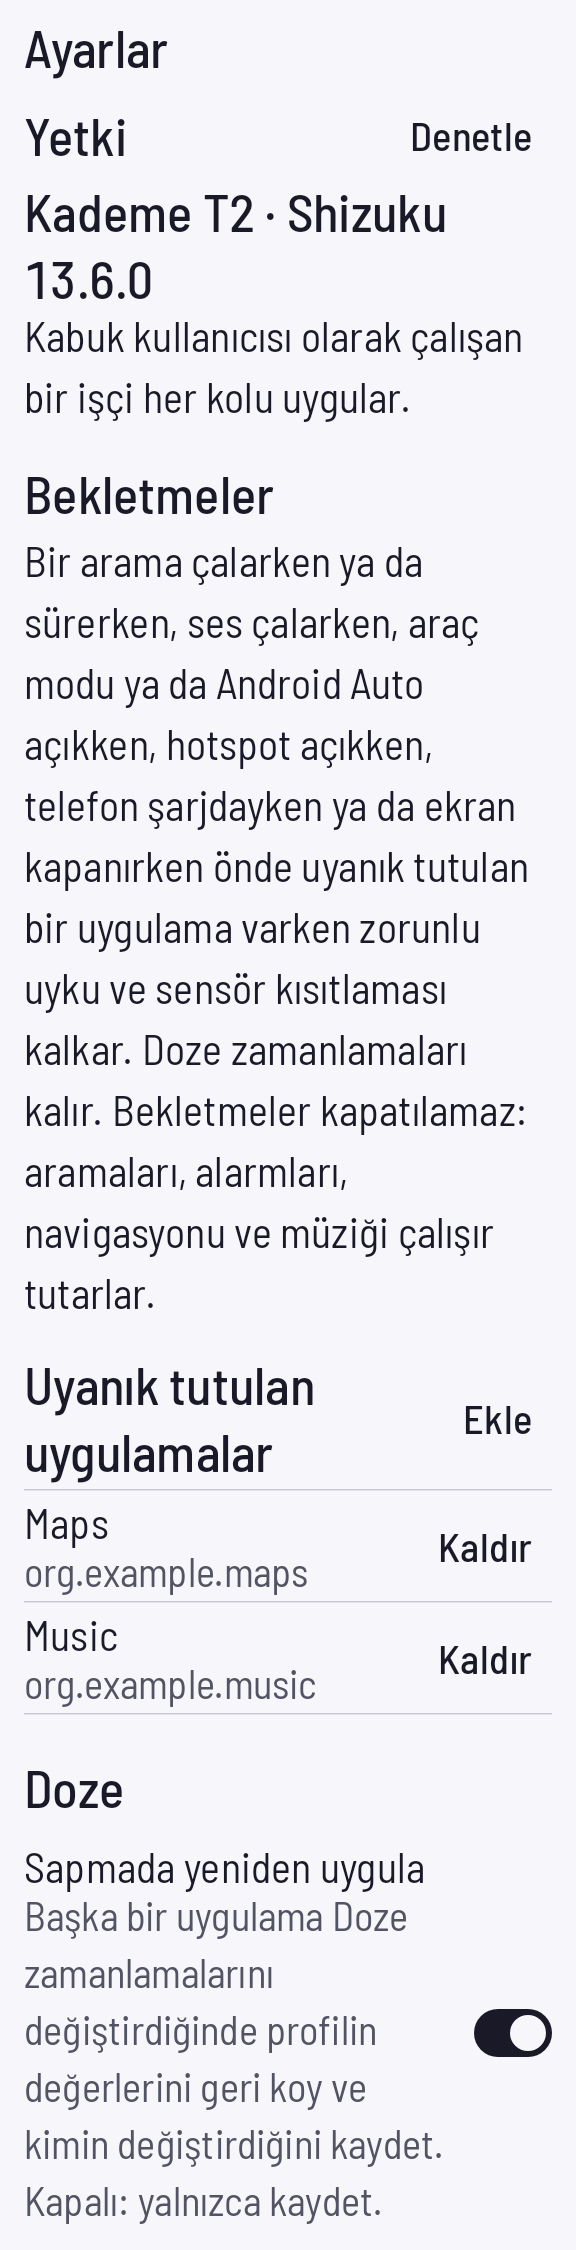 Ayarlar
Yetki
Denetle
Kademe T2 · Shizuku
13.6.0
Kabuk kullanıcısı olarak çalışan
bir işçi her kolu uygular.
Bekletmeler
Bir arama çalarken ya da
sürerken, ses çalarken, araç
modu ya da Android Auto
açıkken, hotspot açıkken,
telefon şarjdayken ya da ekran
kapanırken önde uyanık tutulan
bir uygulama varken zorunlu
uyku ve sensör kısıtlaması
kalkar. Doze zamanlamaları
kalır. Bekletmeler kapatılamaz:
aramaları, alarmları,
navigasyonu ve müziği çalışır
tutarlar.
Uyanık tutulan
uygulamalar
Ekle
Maps
org.example.maps
Kaldır
Music
org.example.music
Kaldır
Doze
Sapmada yeniden uygula
Başka bir uygulama Doze
zamanlamalarını
değiştirdiğinde profilin
değerlerini geri koy ve
kimin değiştirdiğini kaydet.
Kapalı: yalnızca kaydet.